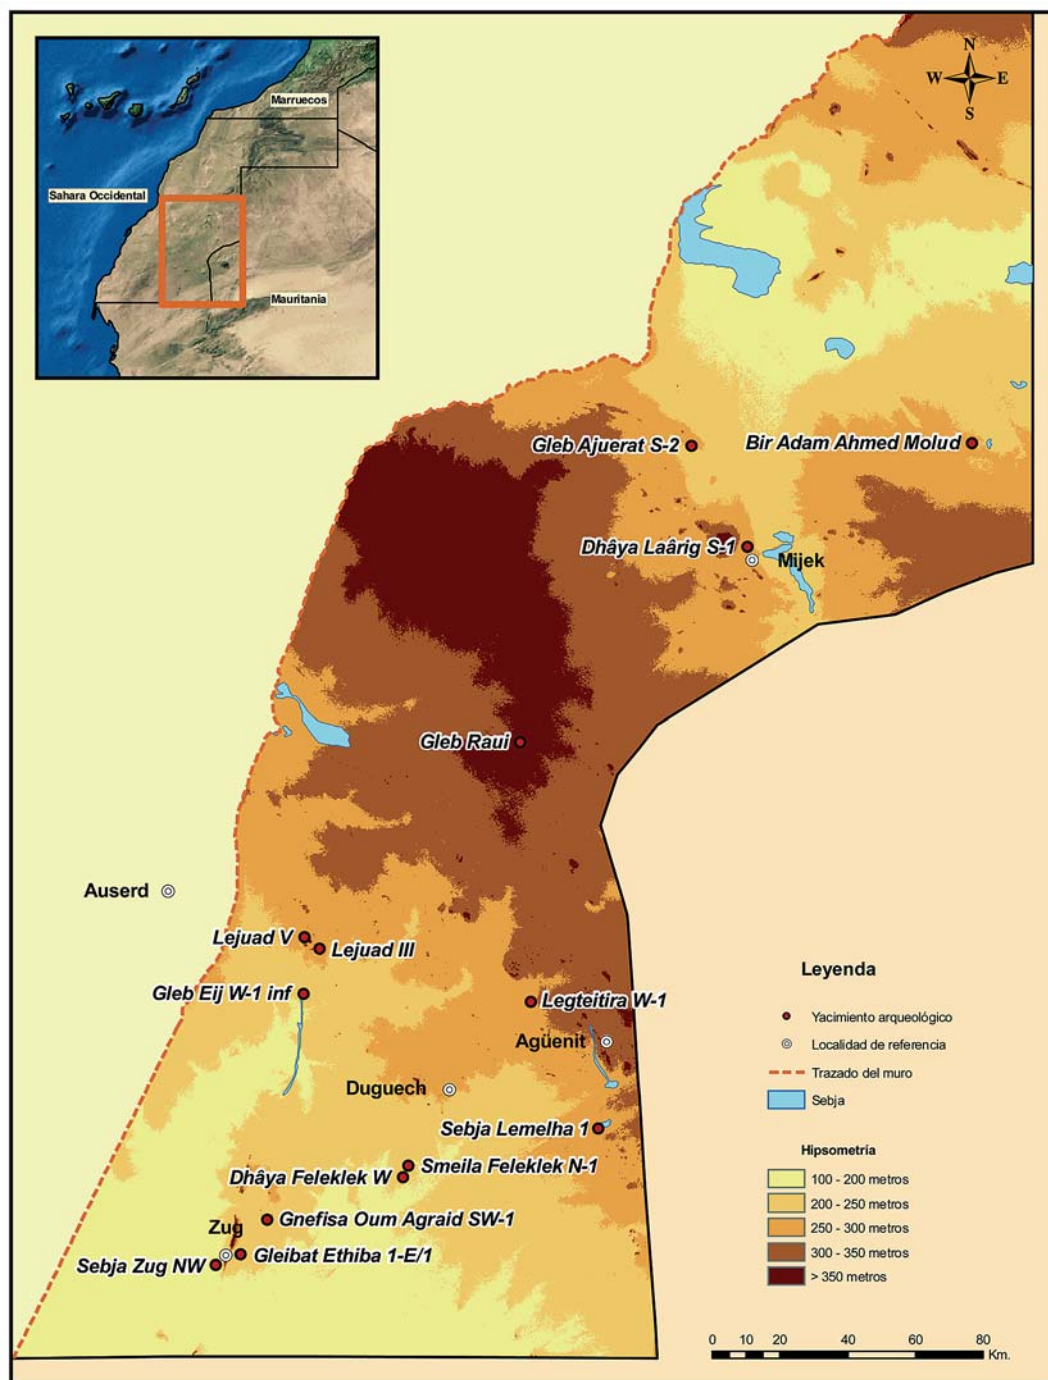 Marruecos
Sahara Occidental
Mauritania
N
W E
S
Gleb Ajuerat S-2
Bir Adam Ahmed Molud
Dhâya Laârig S-1
Mijek
Gleb Raui
Auserd
Lejuad V
Lejuad III
Gleb Eij W-1 inf
Legteitira W-1
Agüenit
Duguech
Sebja Lemelha 1
Smeila Feleklek N-1
Dhâya Feleklek W
Gnefisa Oum Agraid SW-1
Zug
Gleibat Ethiba 1-E/1
Sebja Zug NW
Leyenda
Yacimiento arqueológico
Localidad de referencia
Trazado del muro
Sebja
Hipsometría
100 - 200 metros
200 - 250 metros
250 - 300 metros
300 - 350 metros
> 350 metros
0 10 20 40 60 80
Km.